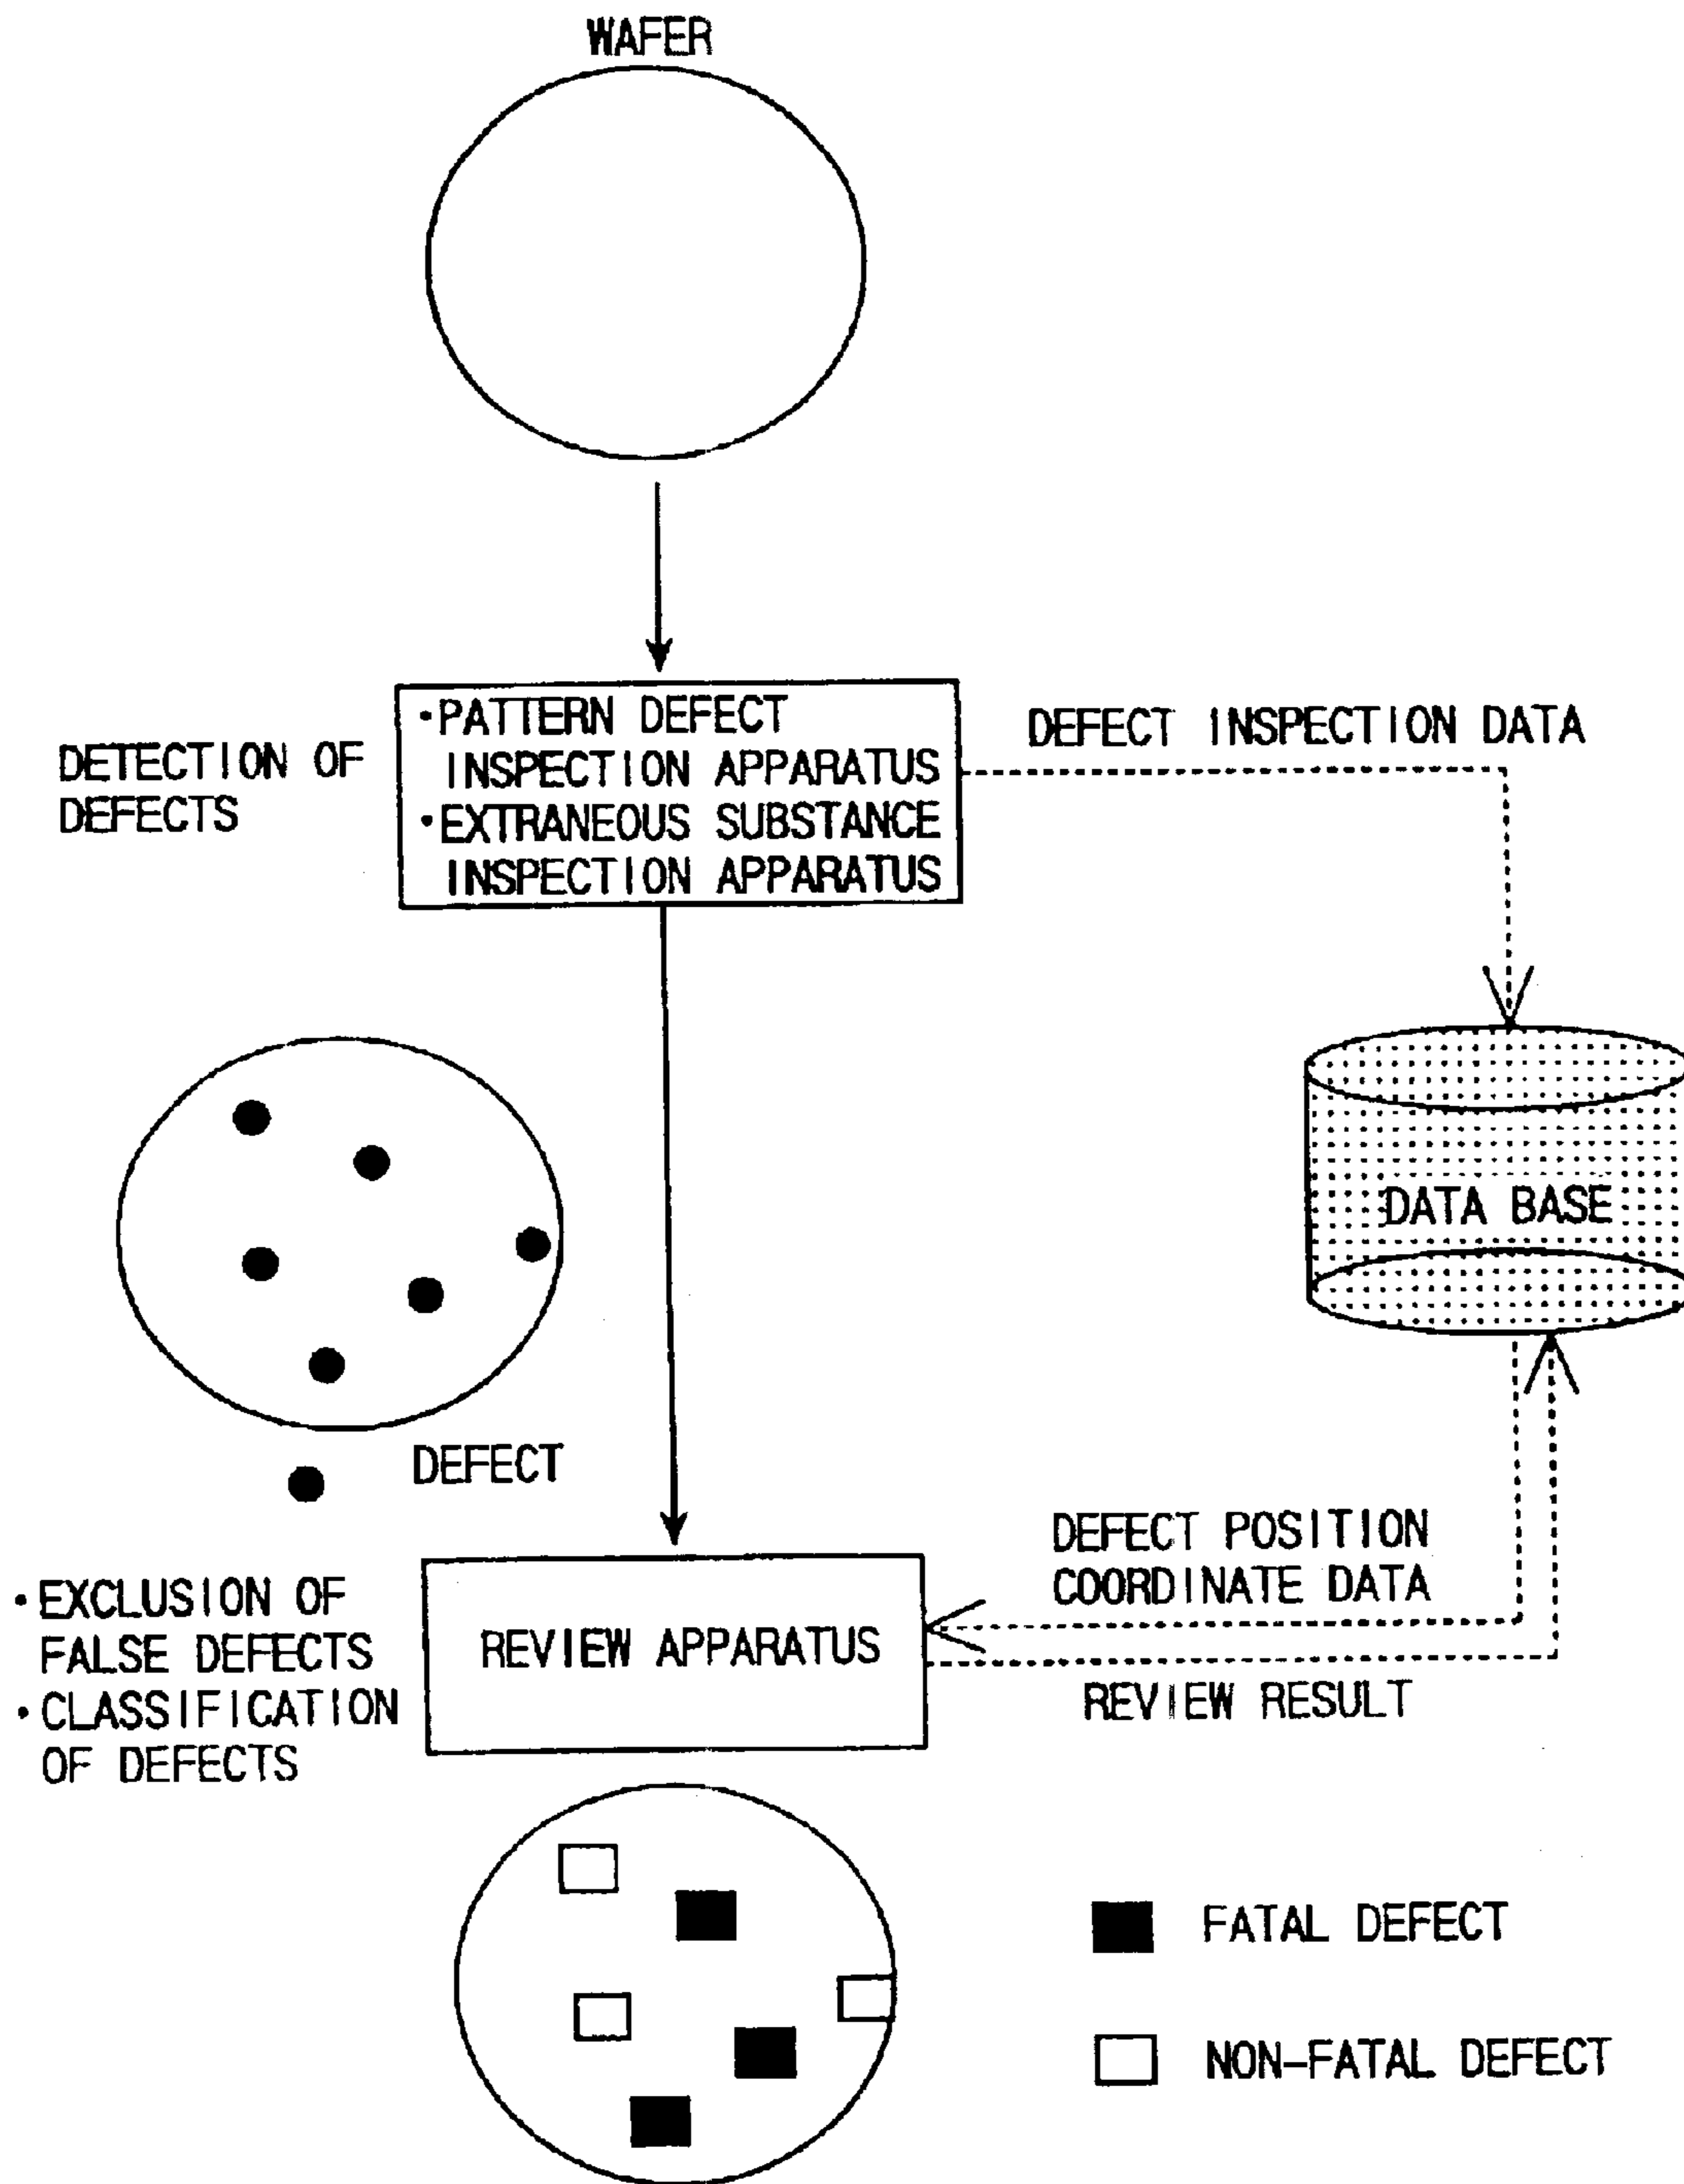 WAFER
DETECTION OF
DEFECTS
・PATTERN DEFECT
INSPECTION APPARATUS
・EXTRANEOUS SUBSTANCE
INSPECTION APPARATUS
DEFECT INSPECTION DATA
DATA BASE
DEFECT
DEFECT POSITION
COORDINATE DATA
・EXCLUSION OF
FALSE DEFECTS
・CLASSIFICATION
OF DEFECTS
REVIEW APPARATUS
REVIEW RESULT
FATAL DEFECT
NON-FATAL DEFECT